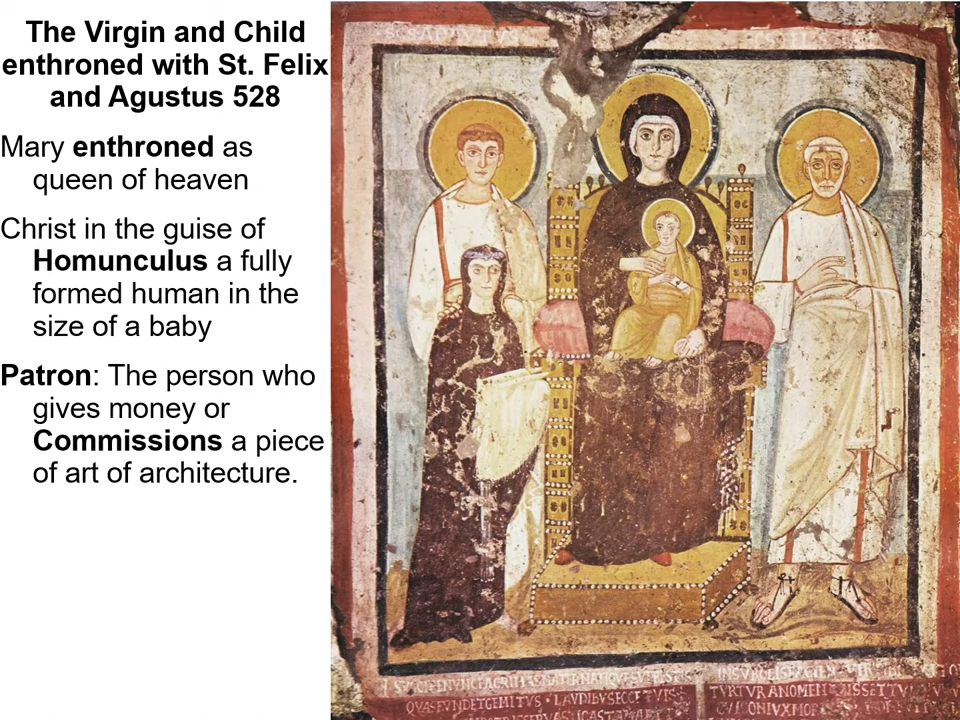 The Virgin and Child
enthroned with St. Felix
and Agustus 528
Mary enthroned as
queen of heaven
Christ in the guise of
Homunculus a fully
formed human in the
size of a baby
Patron: The person who
gives money or
Commissions a piece
of art of architecture.
QUASFVNDETGEMITVS · LAVDIBVSECCETVIS